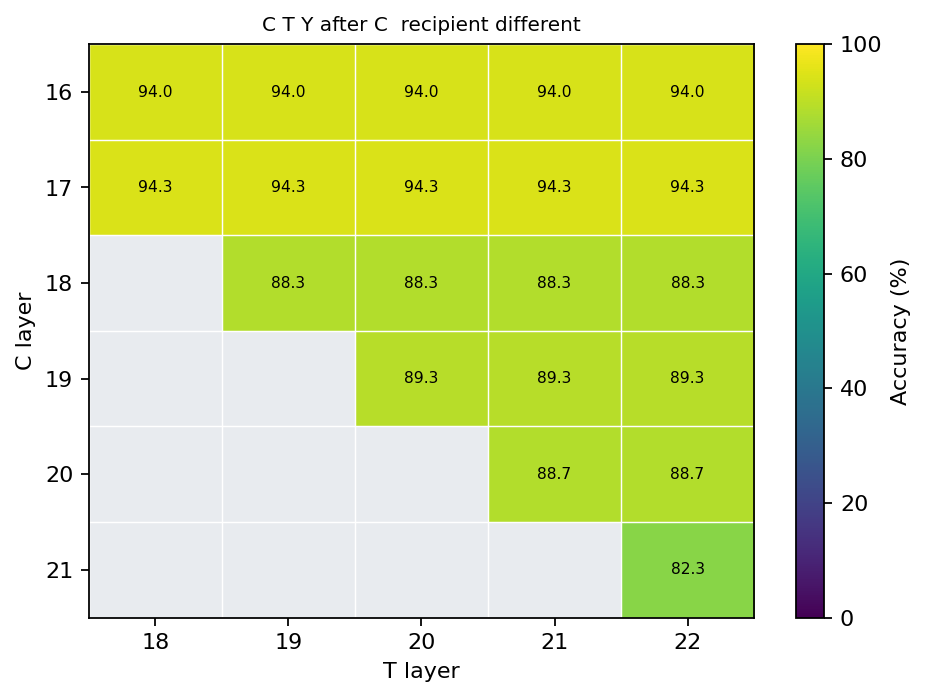 C T Y after C  recipient different
16 94.0 94.0 94.0 94.0 94.0
17 94.3 94.3 94.3 94.3 94.3
18 88.3 88.3 88.3 88.3
19 89.3 89.3 89.3
20 88.7 88.7
21 82.3
18 19 20 21 22
T layer
C layer
100
80
60
40
20
0
Accuracy (%)